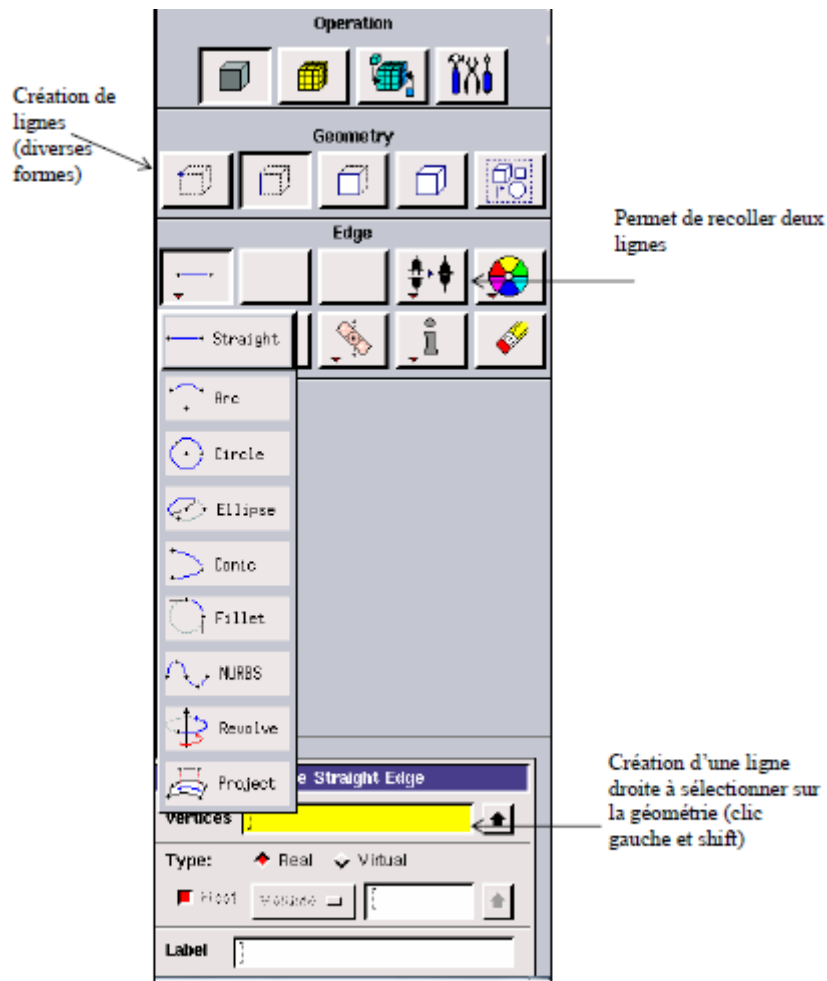 Operation
Création de
lignes
(diverses
formes)
Geometry
Edge
Permet de recoller deux
lignes
Straight
Arc
Circle
Ellipse
Conic
Fillet
NURBS
Revolve
Project
e Straight Edge
Vertices
Création d’une ligne
droite à sélectionner sur
la géométrie (clic
gauche et shift)
Type: Real Virtual
Host Volume
Label